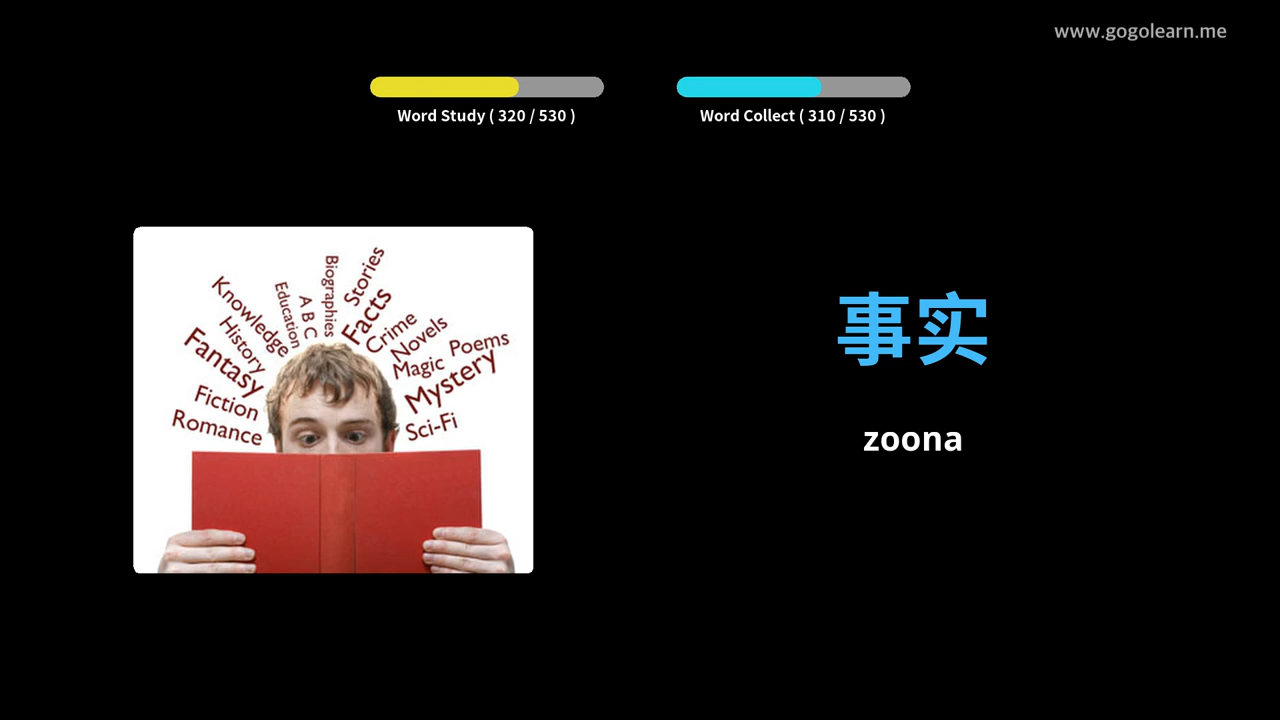 www.gogolearn.me
Word Study ( 320 / 530 )
Word Collect ( 310 / 530 )
Stories
Biographies
Facts
A B C
Education
Knowledge
History
Fantasy
Fiction
Romance
Crime
Novels
Magic
Poems
Mystery
Sci-Fi
事实
zoona